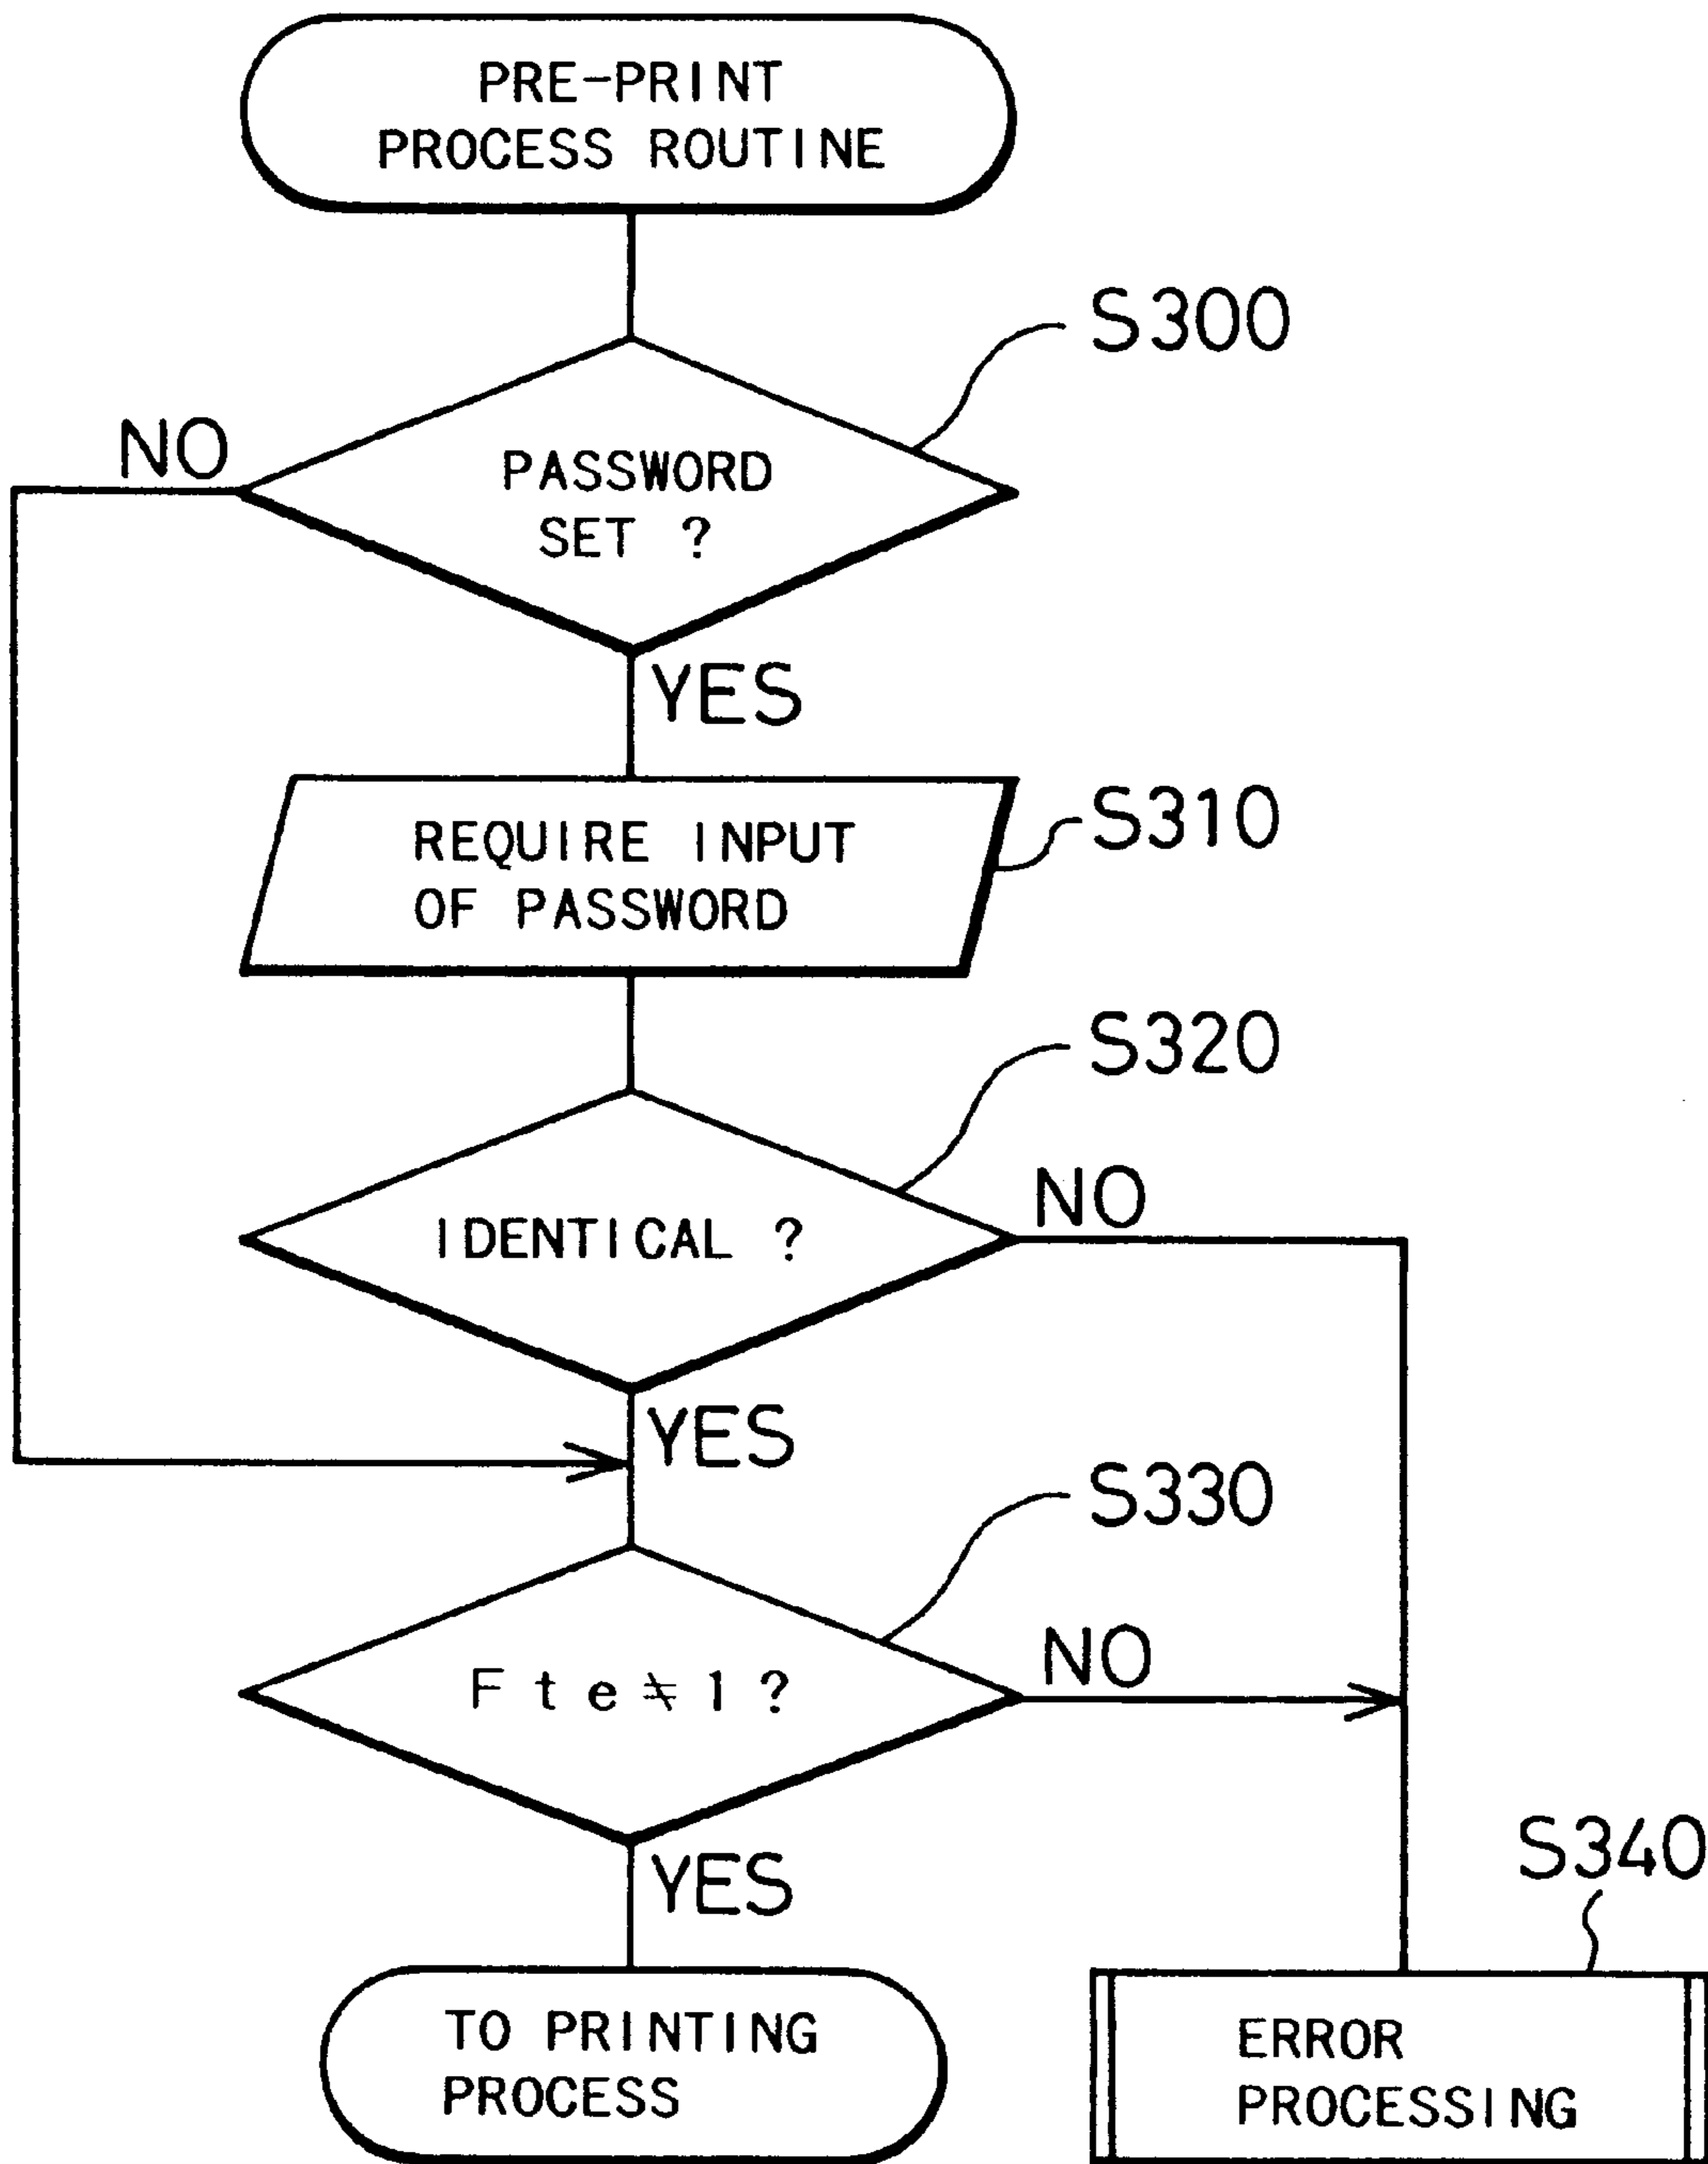 PRE-PRINT
PROCESS ROUTINE
S300
NO
PASSWORD
SET ?
YES
S310
REQUIRE INPUT
OF PASSWORD
S320
NO
IDENTICAL ?
YES
S330
NO
Fte≠1?
YES
S340
TO PRINTING
PROCESS
ERROR
PROCESSING